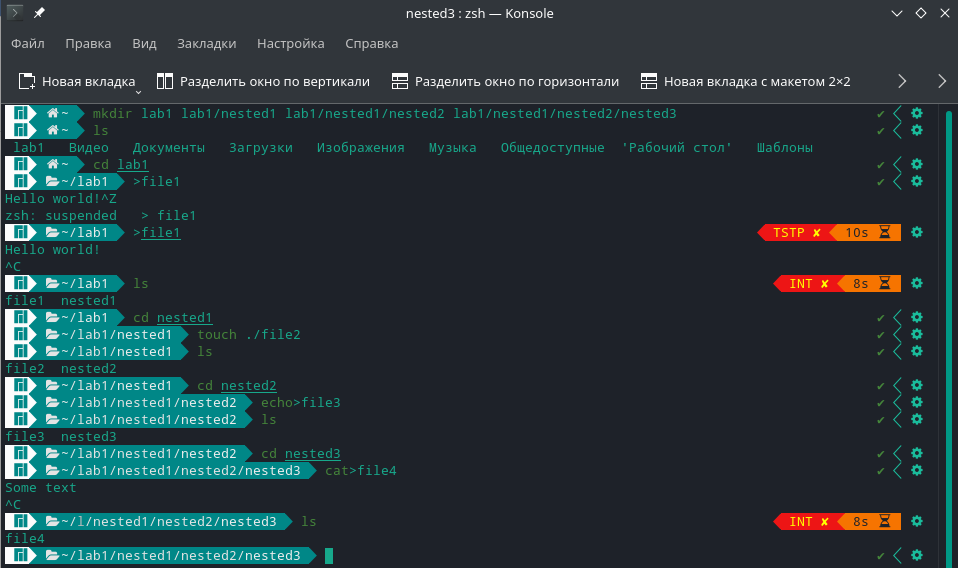 nested3 : zsh — Konsole
Файл Правка Вид Закладки Настройка Справка
Новая вкладка Разделить окно по вертикали Разделить окно по горизонтали Новая вкладка с макетом 2×2
~ mkdir lab1 lab1/nested1 lab1/nested1/nested2 lab1/nested1/nested2/nested3 ✔
~ ls ✔
lab1 Видео Документы Загрузки Изображения Музыка Общедоступные 'Рабочий стол' Шаблоны
~ cd lab1 ✔
~/lab1 >file1 ✔
Hello world!^Z
zsh: suspended > file1
~/lab1 >file1 TSTP ✘ 10s
Hello world!
^C
~/lab1 ls INT ✘ 8s
file1 nested1
~/lab1 cd nested1 ✔
~/lab1/nested1 touch ./file2 ✔
~/lab1/nested1 ls ✔
file2 nested2
~/lab1/nested1 cd nested2 ✔
~/lab1/nested1/nested2 echo>file3 ✔
~/lab1/nested1/nested2 ls ✔
file3 nested3
~/lab1/nested1/nested2 cd nested3 ✔
~/lab1/nested1/nested2/nested3 cat>file4 ✔
Some text
^C
~/l/nested1/nested2/nested3 ls INT ✘ 8s
file4
~/lab1/nested1/nested2/nested3 ✔